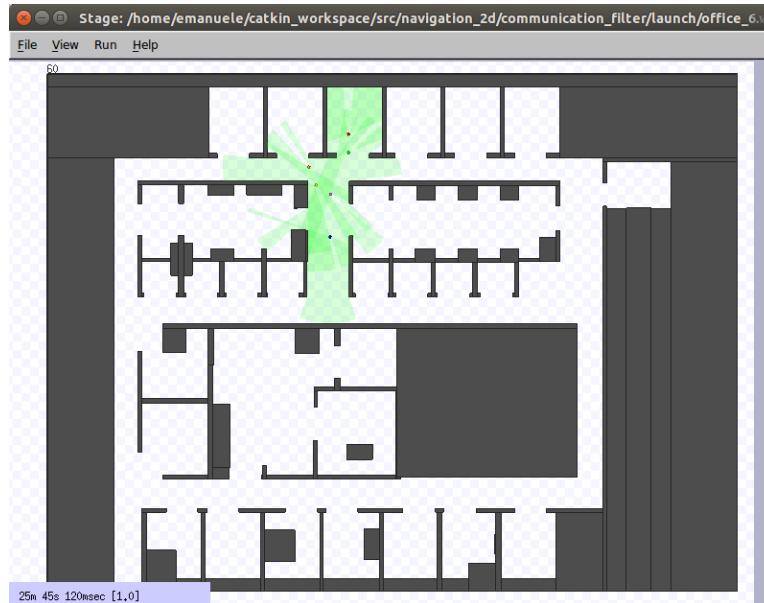 Stage: /home/emanuele/catkin_workspace/src/navigation_2d/communication_filter/launch/office_6.
File View Run Help
60
25m 45s 120msec [1.0]